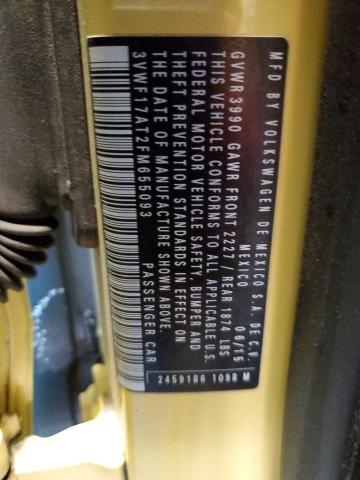 MFD BY VOLKSWAGEN DE MEXICO S.A. DE C.V.
MEXICO 06/15
GVWR 3990 GAWR FRONT 2227 / REAR 1874 LBS
THIS VEHICLE CONFORMS TO ALL APPLICABLE U.S.
FEDERAL MOTOR VEHICLE SAFETY, BUMPER AND
THEFT PREVENTION STANDARDS IN EFFECT ON
THE DATE OF MANUFACTURE SHOWN ABOVE.
3VWF17AT2FM655093 PASSENGER CAR
2459186 1098 M